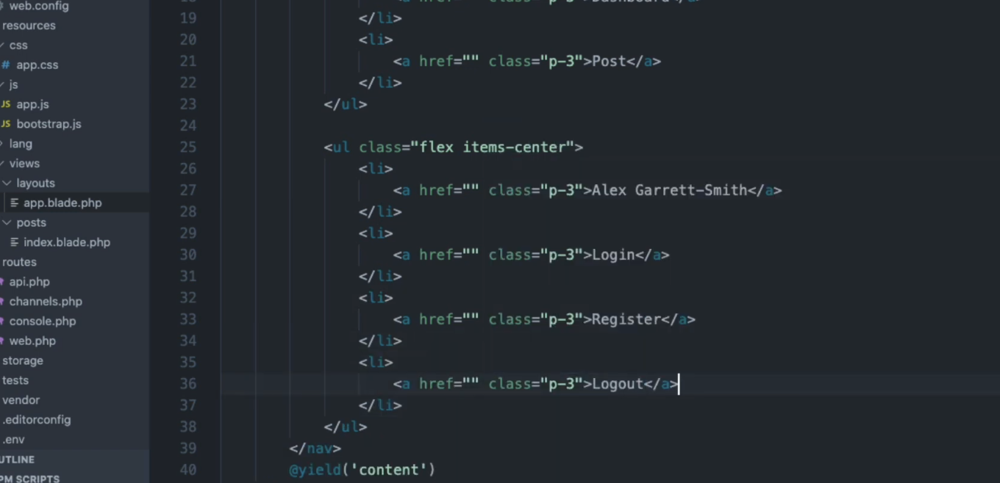 web.config
resources
css
# app.css
js
JS app.js
JS bootstrap.js
lang
views
layouts
app.blade.php
posts
index.blade.php
routes
api.php
channels.php
console.php
web.php
storage
tests
vendor
.editorconfig
.env
UTLINE
PM SCRIPTS
19 </li>
20 <li>
21 <a href="" class="p-3">Post</a>
22 </li>
23 </ul>
24
25 <ul class="flex items-center">
26 <li>
27 <a href="" class="p-3">Alex Garrett-Smith</a>
28 </li>
29 <li>
30 <a href="" class="p-3">Login</a>
31 </li>
32 <li>
33 <a href="" class="p-3">Register</a>
34 </li>
35 <li>
36 <a href="" class="p-3">Logout</a>
37 </li>
38 </ul>
39 </nav>
40 @yield('content')